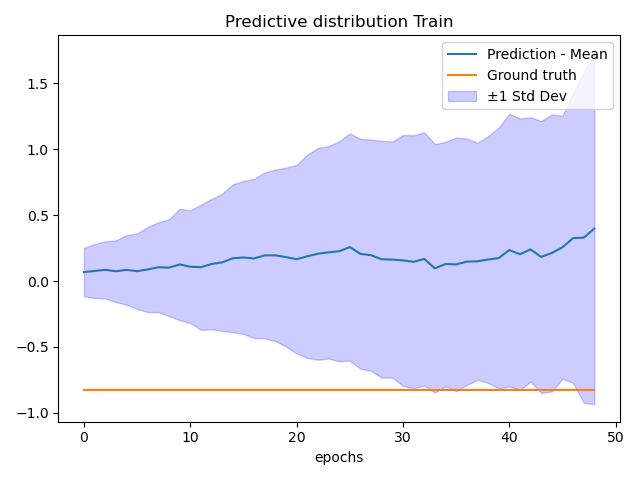 Predictive distribution Train
Prediction - Mean
Ground truth
±1 Std Dev
1.5
1.0
0.5
0.0
−0.5
−1.0
0 10 20 30 40 50
epochs